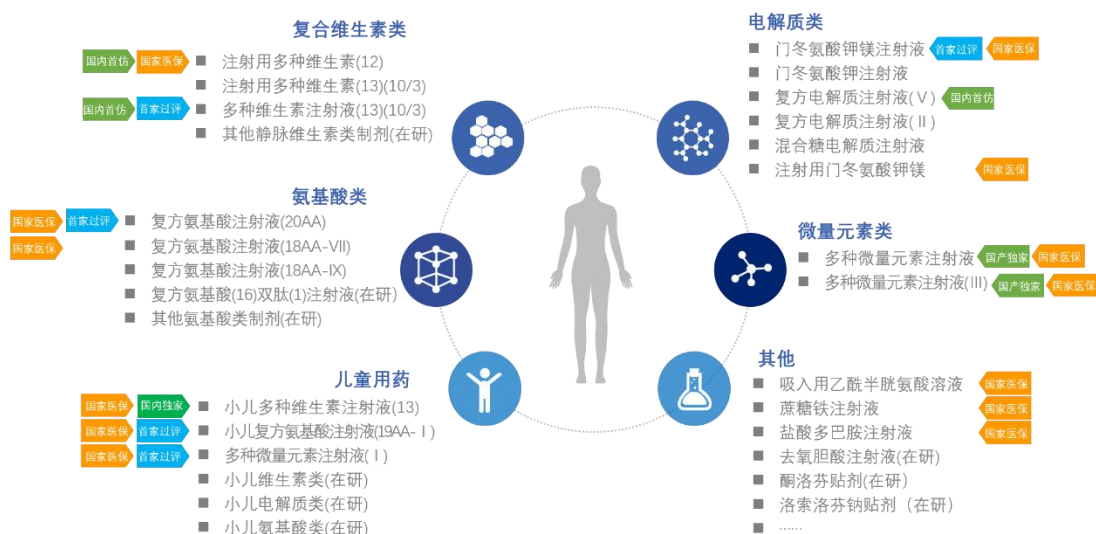 复合维生素类
国内首仿 国家医保 ■ 注射用多种维生素(12)
■ 注射用多种维生素(13)(10/3)
国内首仿 首家过评 ■ 多种维生素注射液(13)(10/3)
■ 其他静脉维生素类制剂(在研)
氨基酸类
国家医保 首家过评 ■ 复方氨基酸注射液(20AA)
国家医保 ■ 复方氨基酸注射液(18AA-VII)
■ 复方氨基酸注射液(18AA-IX)
■ 复方氨基酸(16)双肽(1)注射液(在研)
■ 其他氨基酸类制剂(在研)
儿童用药
国家医保 国内独家 ■ 小儿多种维生素注射液(13)
国家医保 首家过评 ■ 小儿复方氨基酸注射液(19AA-Ⅰ)
国家医保 首家过评 ■ 多种微量元素注射液(Ⅰ)
■ 小儿维生素类(在研)
■ 小儿电解质类(在研)
■ 小儿氨基酸类(在研)
电解质类
■ 门冬氨酸钾镁注射液 首家过评 国家医保
■ 门冬氨酸钾注射液
■ 复方电解质注射液(Ⅴ) 国内首仿
■ 复方电解质注射液(Ⅱ)
■ 混合糖电解质注射液
■ 注射用门冬氨酸钾镁 国家医保
微量元素类
■ 多种微量元素注射液 国产独家 国家医保
■ 多种微量元素注射液(III) 国产独家 国家医保
其他
■ 吸入用乙酰半胱氨酸溶液 国家医保
■ 蔗糖铁注射液 国家医保
■ 盐酸多巴胺注射液 国家医保
■ 去氧胆酸注射液(在研)
■ 酮洛芬贴剂(在研)
■ 洛索洛芬钠贴剂（在研)
■ ······